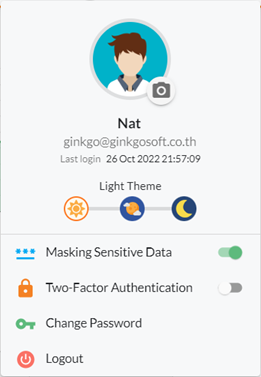 Nat
ginkgo@ginkgosoft.co.th
Last login 26 Oct 2022 21:57:09
Light Theme
*** Masking Sensitive Data
Two-Factor Authentication
Change Password
Logout